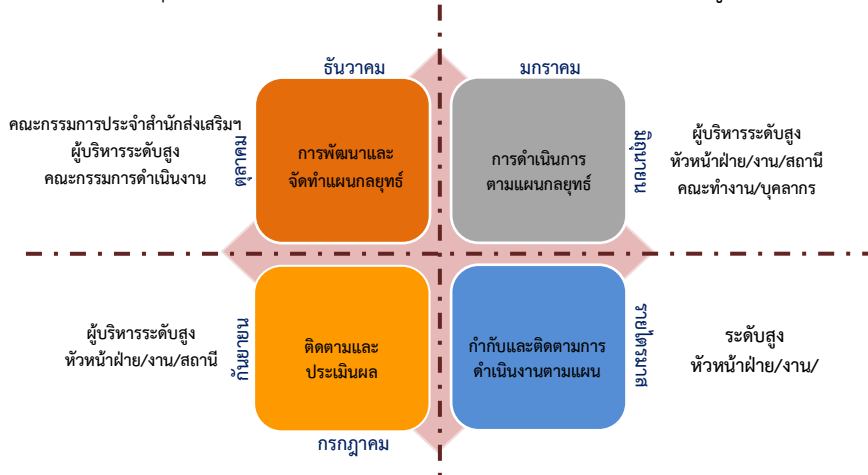 ธันวาคม
มกราคม
คณะกรรมการประจำสำนักส่งเสริมฯ
ผู้บริหารระดับสูง
คณะกรรมการดำเนินงาน
ตุลาคม
การพัฒนาและ
จัดทำแผนกลยุทธ์
การดำเนินการ
ตามแผนกลยุทธ์
มิถุนายน
ผู้บริหารระดับสูง
หัวหน้าฝ่าย/งาน/สถานี
คณะทำงาน/บุคลากร
ผู้บริหารระดับสูง
หัวหน้าฝ่าย/งาน/สถานี
กันยายน
ติดตามและ
ประเมินผล
กำกับและติดตามการ
ดำเนินงานตามแผน
รายไตรมาส
ระดับสูง
หัวหน้าฝ่าย/งาน/
กรกฎาคม